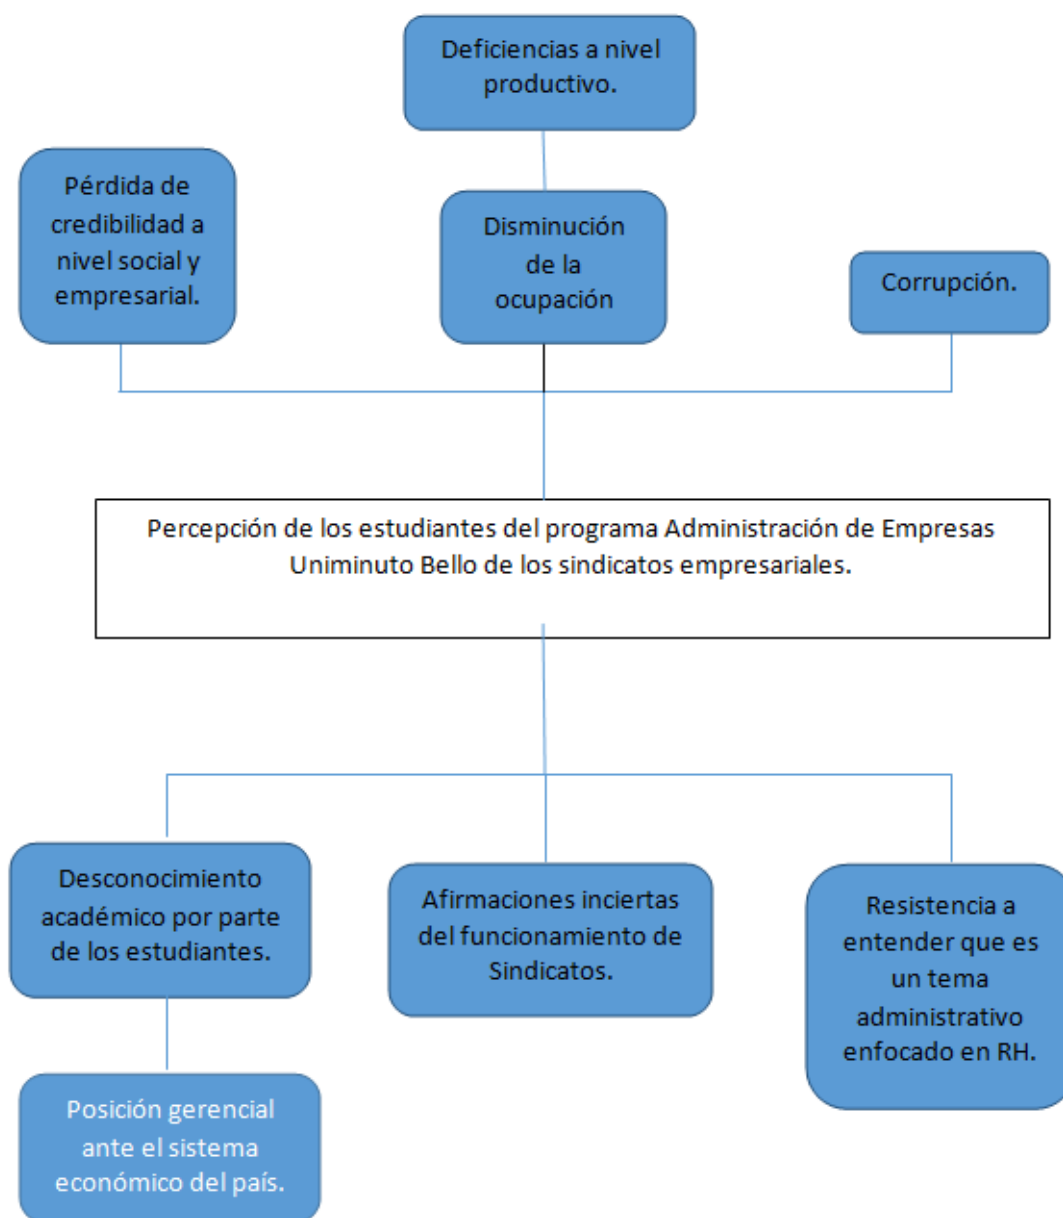 Deficiencias a nivel
productivo.
Pérdida de
credibilidad a
nivel social y
empresarial.
Disminución
de la
ocupación
Corrupción.
Percepción de los estudiantes del programa Administración de Empresas
Uniminuto Bello de los sindicatos empresariales.
Desconocimiento
académico por parte
de los estudiantes.
Afirmaciones inciertas
del funcionamiento de
Sindicatos.
Resistencia a
entender que es
un tema
administrativo
enfocado en RH.
Posición gerencial
ante el sistema
económico del país.